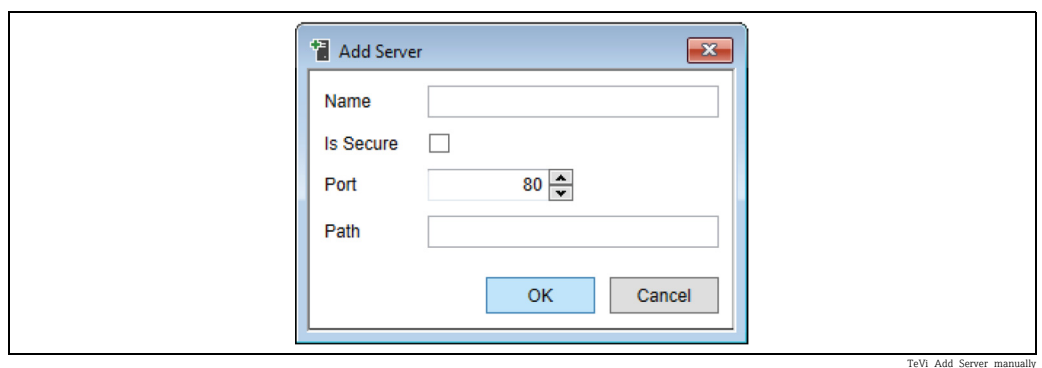 Add Server
Name
Is Secure
Port 80
Path
OK Cancel
TeVi Add Server manually